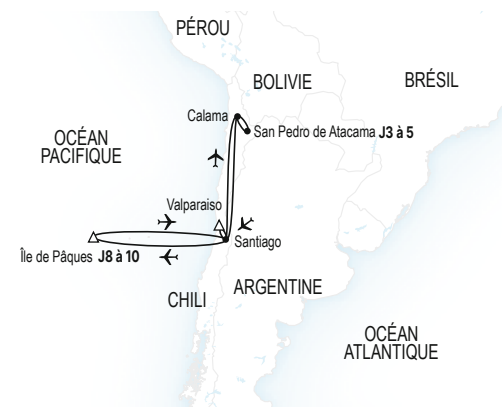 PÉROU
BOLIVIE
BRÉSIL
Calama
San Pedro de Atacama J3 à 5
OCÉAN
PACIFIQUE
Valparaiso
Santiago
Île de Pâques J8 à 10
CHILI
ARGENTINE
OCÉAN
ATLANTIQUE